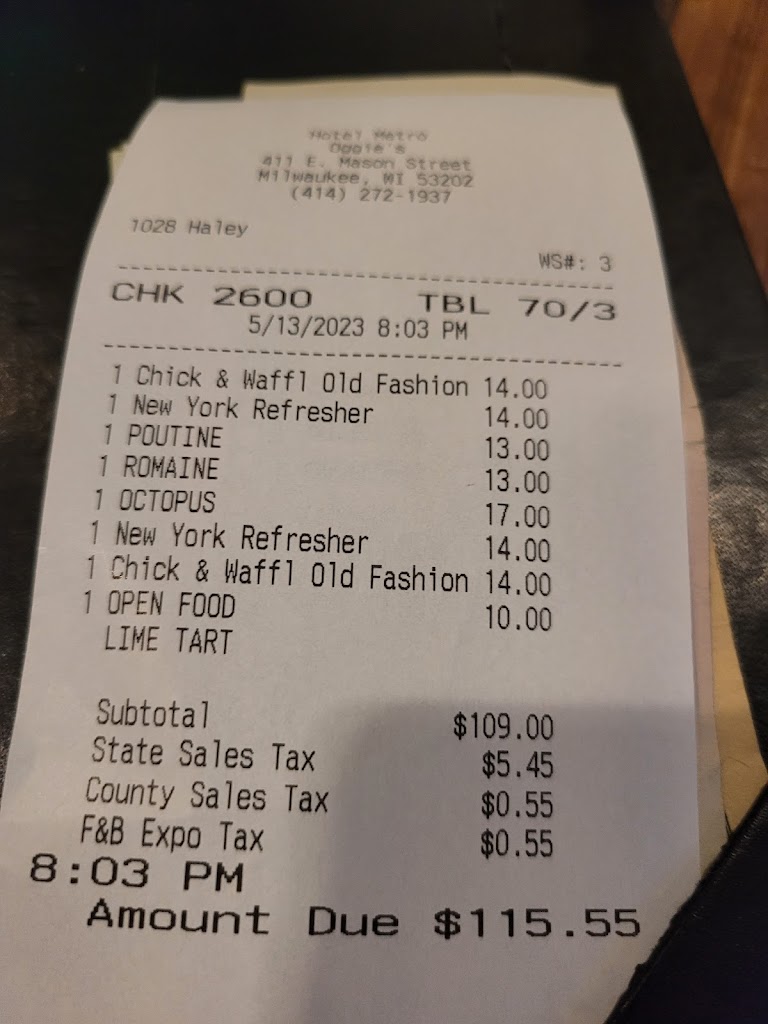 Hotel Metro
Oggie's
411 E. Mason Street
Milwaukee, WI 53202
(414) 272-1937
1028 Haley
WS#: 3
CHK 2600 TBL 70/3
5/13/2023 8:03 PM
1 Chick & Waffl Old Fashion 14.00
1 New York Refresher 14.00
1 POUTINE 13.00
1 ROMAINE 13.00
1 OCTOPUS 17.00
1 New York Refresher 14.00
1 Chick & Waffl Old Fashion 14.00
1 OPEN FOOD 10.00
LIME TART
Subtotal $109.00
State Sales Tax $5.45
County Sales Tax $0.55
F&B Expo Tax $0.55
8:03 PM
Amount Due $115.55